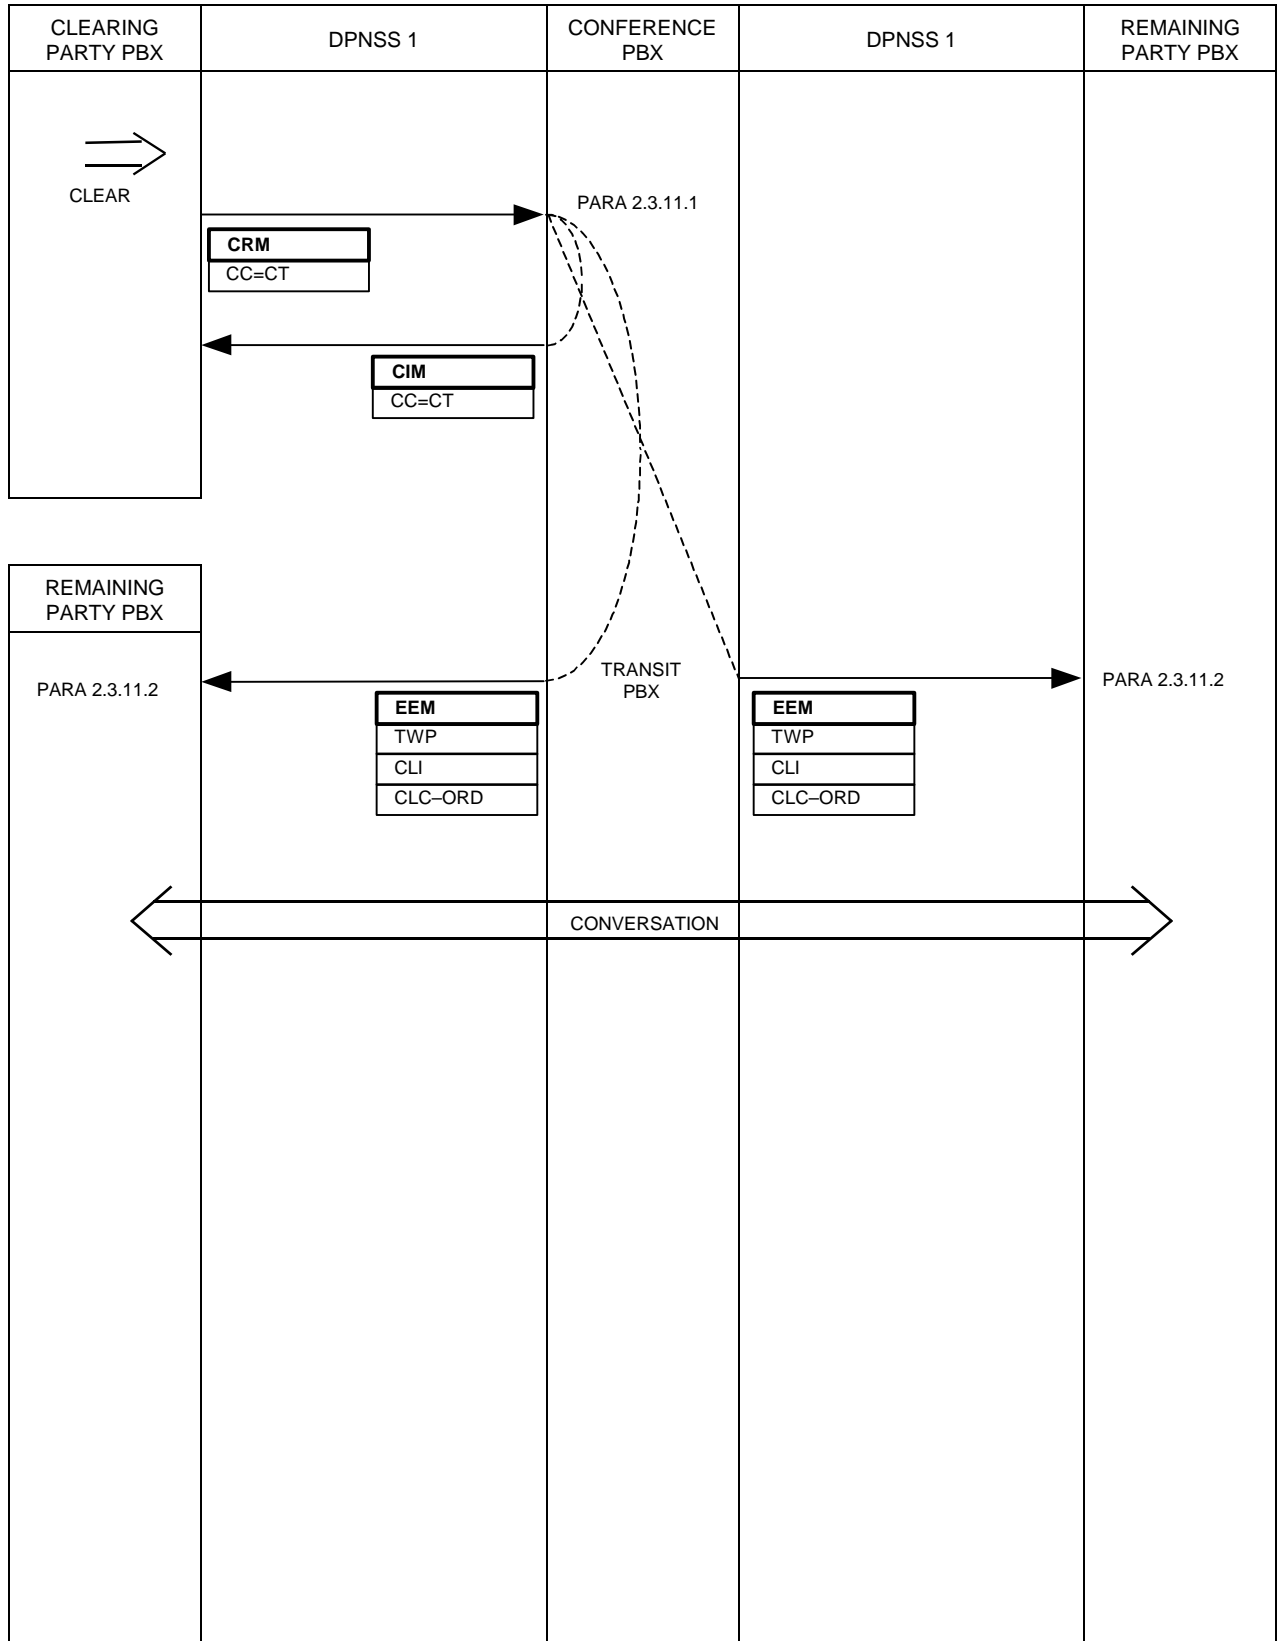 CLEARING
PARTY PBX
DPNSS 1
CONFERENCE
PBX
DPNSS 1
REMAINING
PARTY PBX
CLEAR
PARA 2.3.11.1
CRM
CC=CT
CIM
CC=CT
REMAINING
PARTY PBX
PARA 2.3.11.2
TRANSIT
PBX
PARA 2.3.11.2
EEM
TWP
CLI
CLC–ORD
EEM
TWP
CLI
CLC–ORD
CONVERSATION